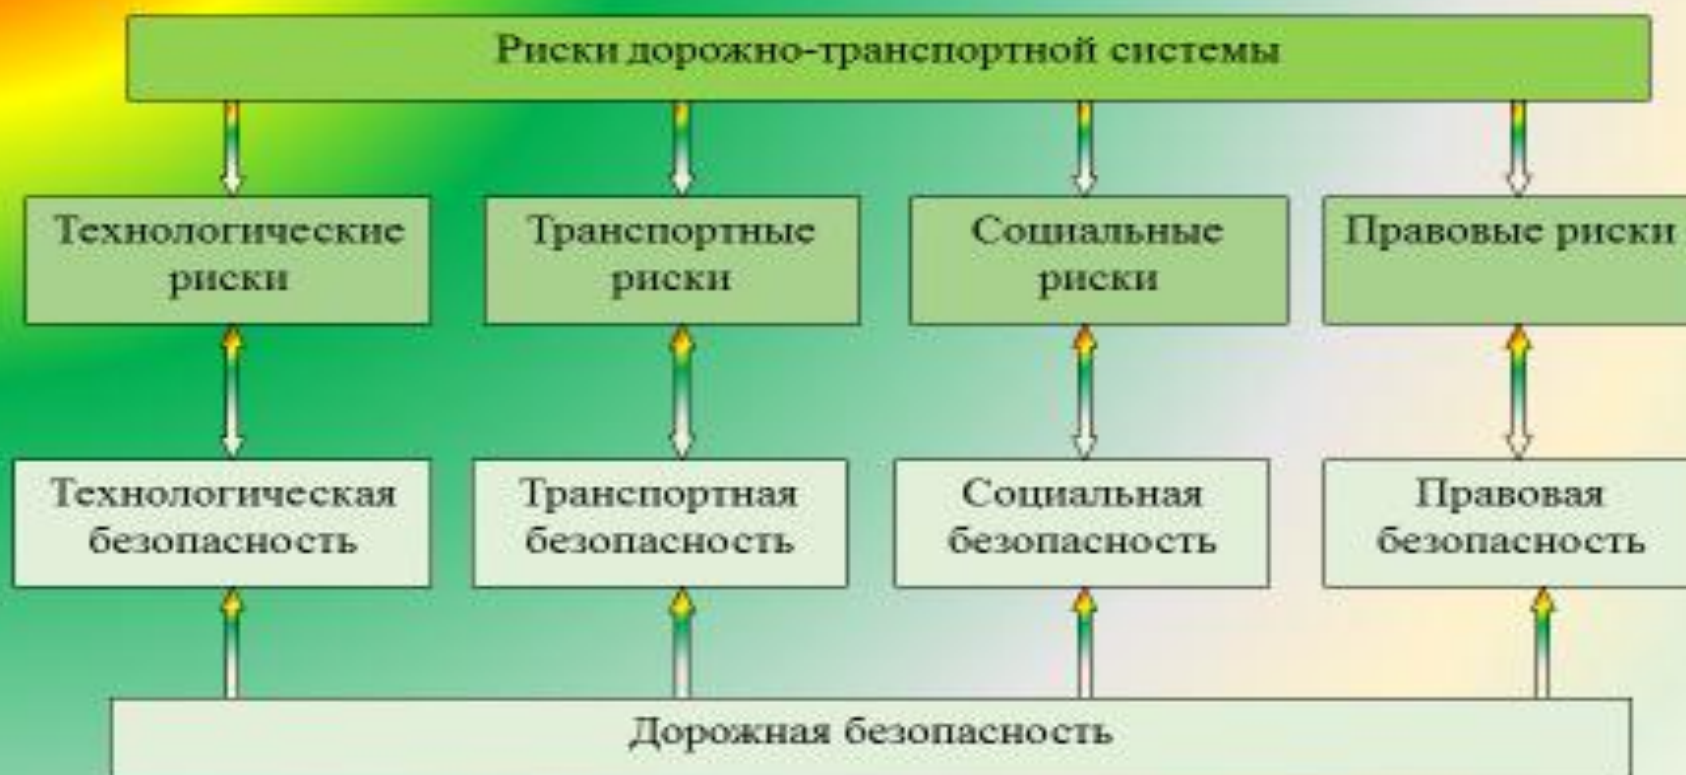 Риски дорожно-транспортной системы
Технологические
риски
Транспортные
риски
Социальные
риски
Правовые риски
Технологическая
безопасность
Транспортная
безопасность
Социальная
безопасность
Правовая
безопасность
Дорожная безопасность